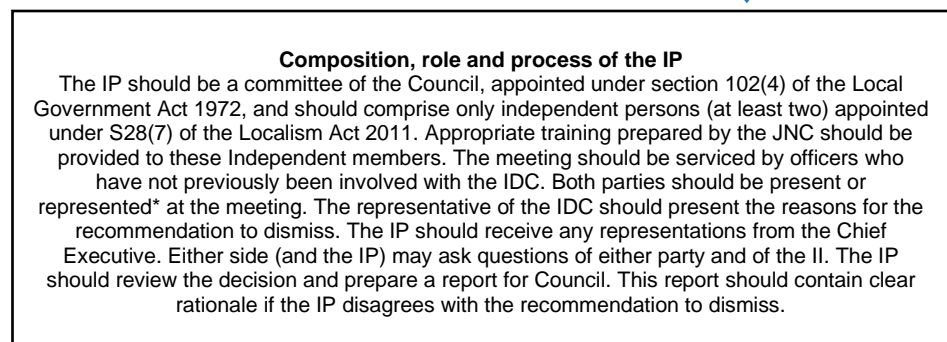 Composition, role and process of the IP
The IP should be a committee of the Council, appointed under section 102(4) of the Local
Government Act 1972, and should comprise only independent persons (at least two) appointed
under S28(7) of the Localism Act 2011. Appropriate training prepared by the JNC should be
provided to these Independent members. The meeting should be serviced by officers who
have not previously been involved with the IDC. Both parties should be present or
represented* at the meeting. The representative of the IDC should present the reasons for the
recommendation to dismiss. The IP should receive any representations from the Chief
Executive. Either side (and the IP) may ask questions of either party and of the II. The IP
should review the decision and prepare a report for Council. This report should contain clear
rationale if the IP disagrees with the recommendation to dismiss.